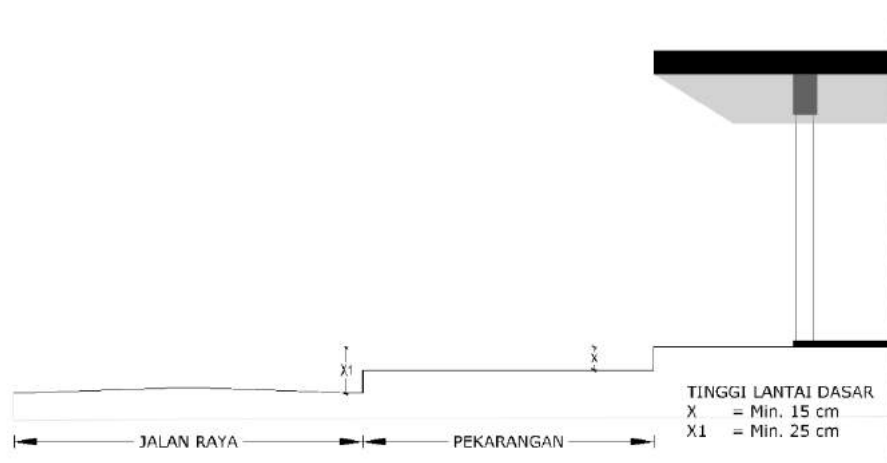 X1
X
TINGGI LANTAI DASAR
X = Min. 15 cm
X1 = Min. 25 cm
JALAN RAYA
PEKARANGAN